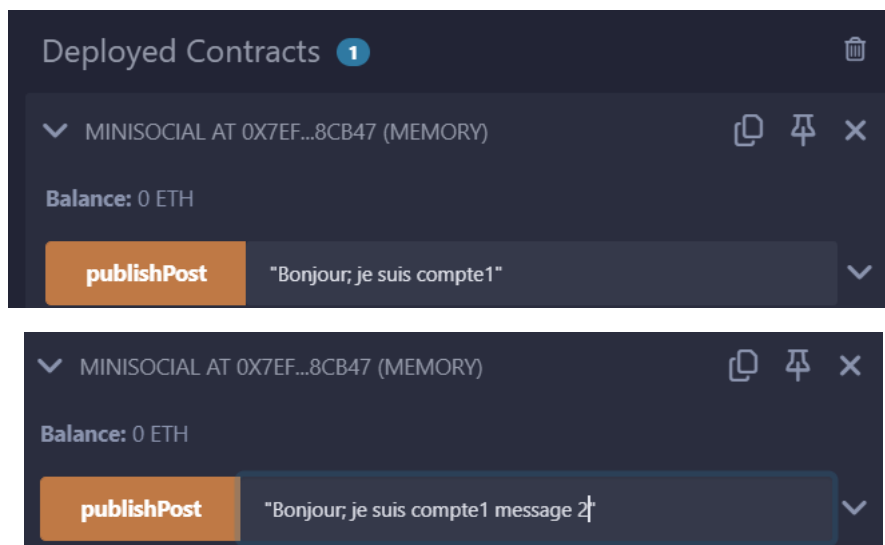 Deployed Contracts 1
MINISOCIAL AT 0X7EF...8CB47 (MEMORY)
Balance: 0 ETH
publishPost "Bonjour; je suis compte1"
MINISOCIAL AT 0X7EF...8CB47 (MEMORY)
Balance: 0 ETH
publishPost "Bonjour; je suis compte1 message 2"